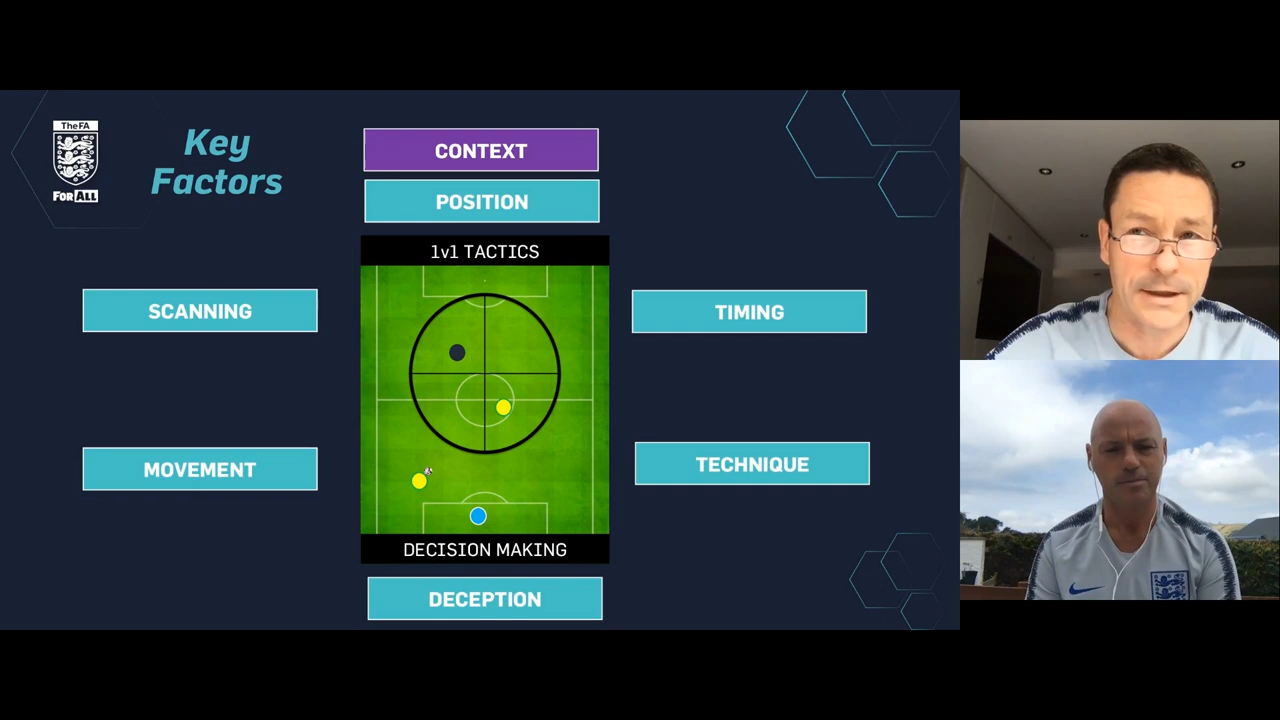 TheFA
FOR ALL
Key
Factors
CONTEXT
POSITION
1v1 TACTICS
SCANNING
TIMING
MOVEMENT
TECHNIQUE
DECISION MAKING
DECEPTION